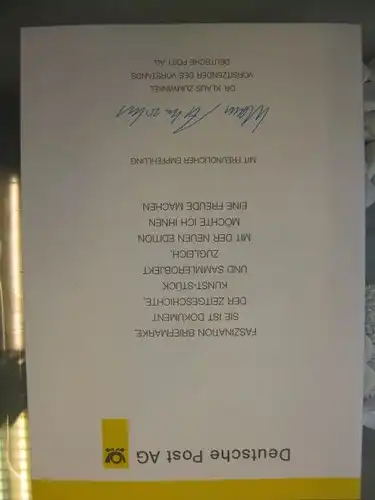 Deutsche Post AG
FASZINATION BRIEFMARKE.
SIE IST DOKUMENT
DER ZEITGESCHICHTE,
KUNST-STÜCK
UND SAMMLEROBJEKT
ZUGLEICH.
MIT DER NEUEN EDITION
MÖCHTE ICH IHNEN
EINE FREUDE MACHEN
MIT FREUNDLICHER EMPFEHLUNG
DR. KLAUS ZUMWINKEL
VORSITZENDER DES VORSTANDS
DEUTSCHE POST AG